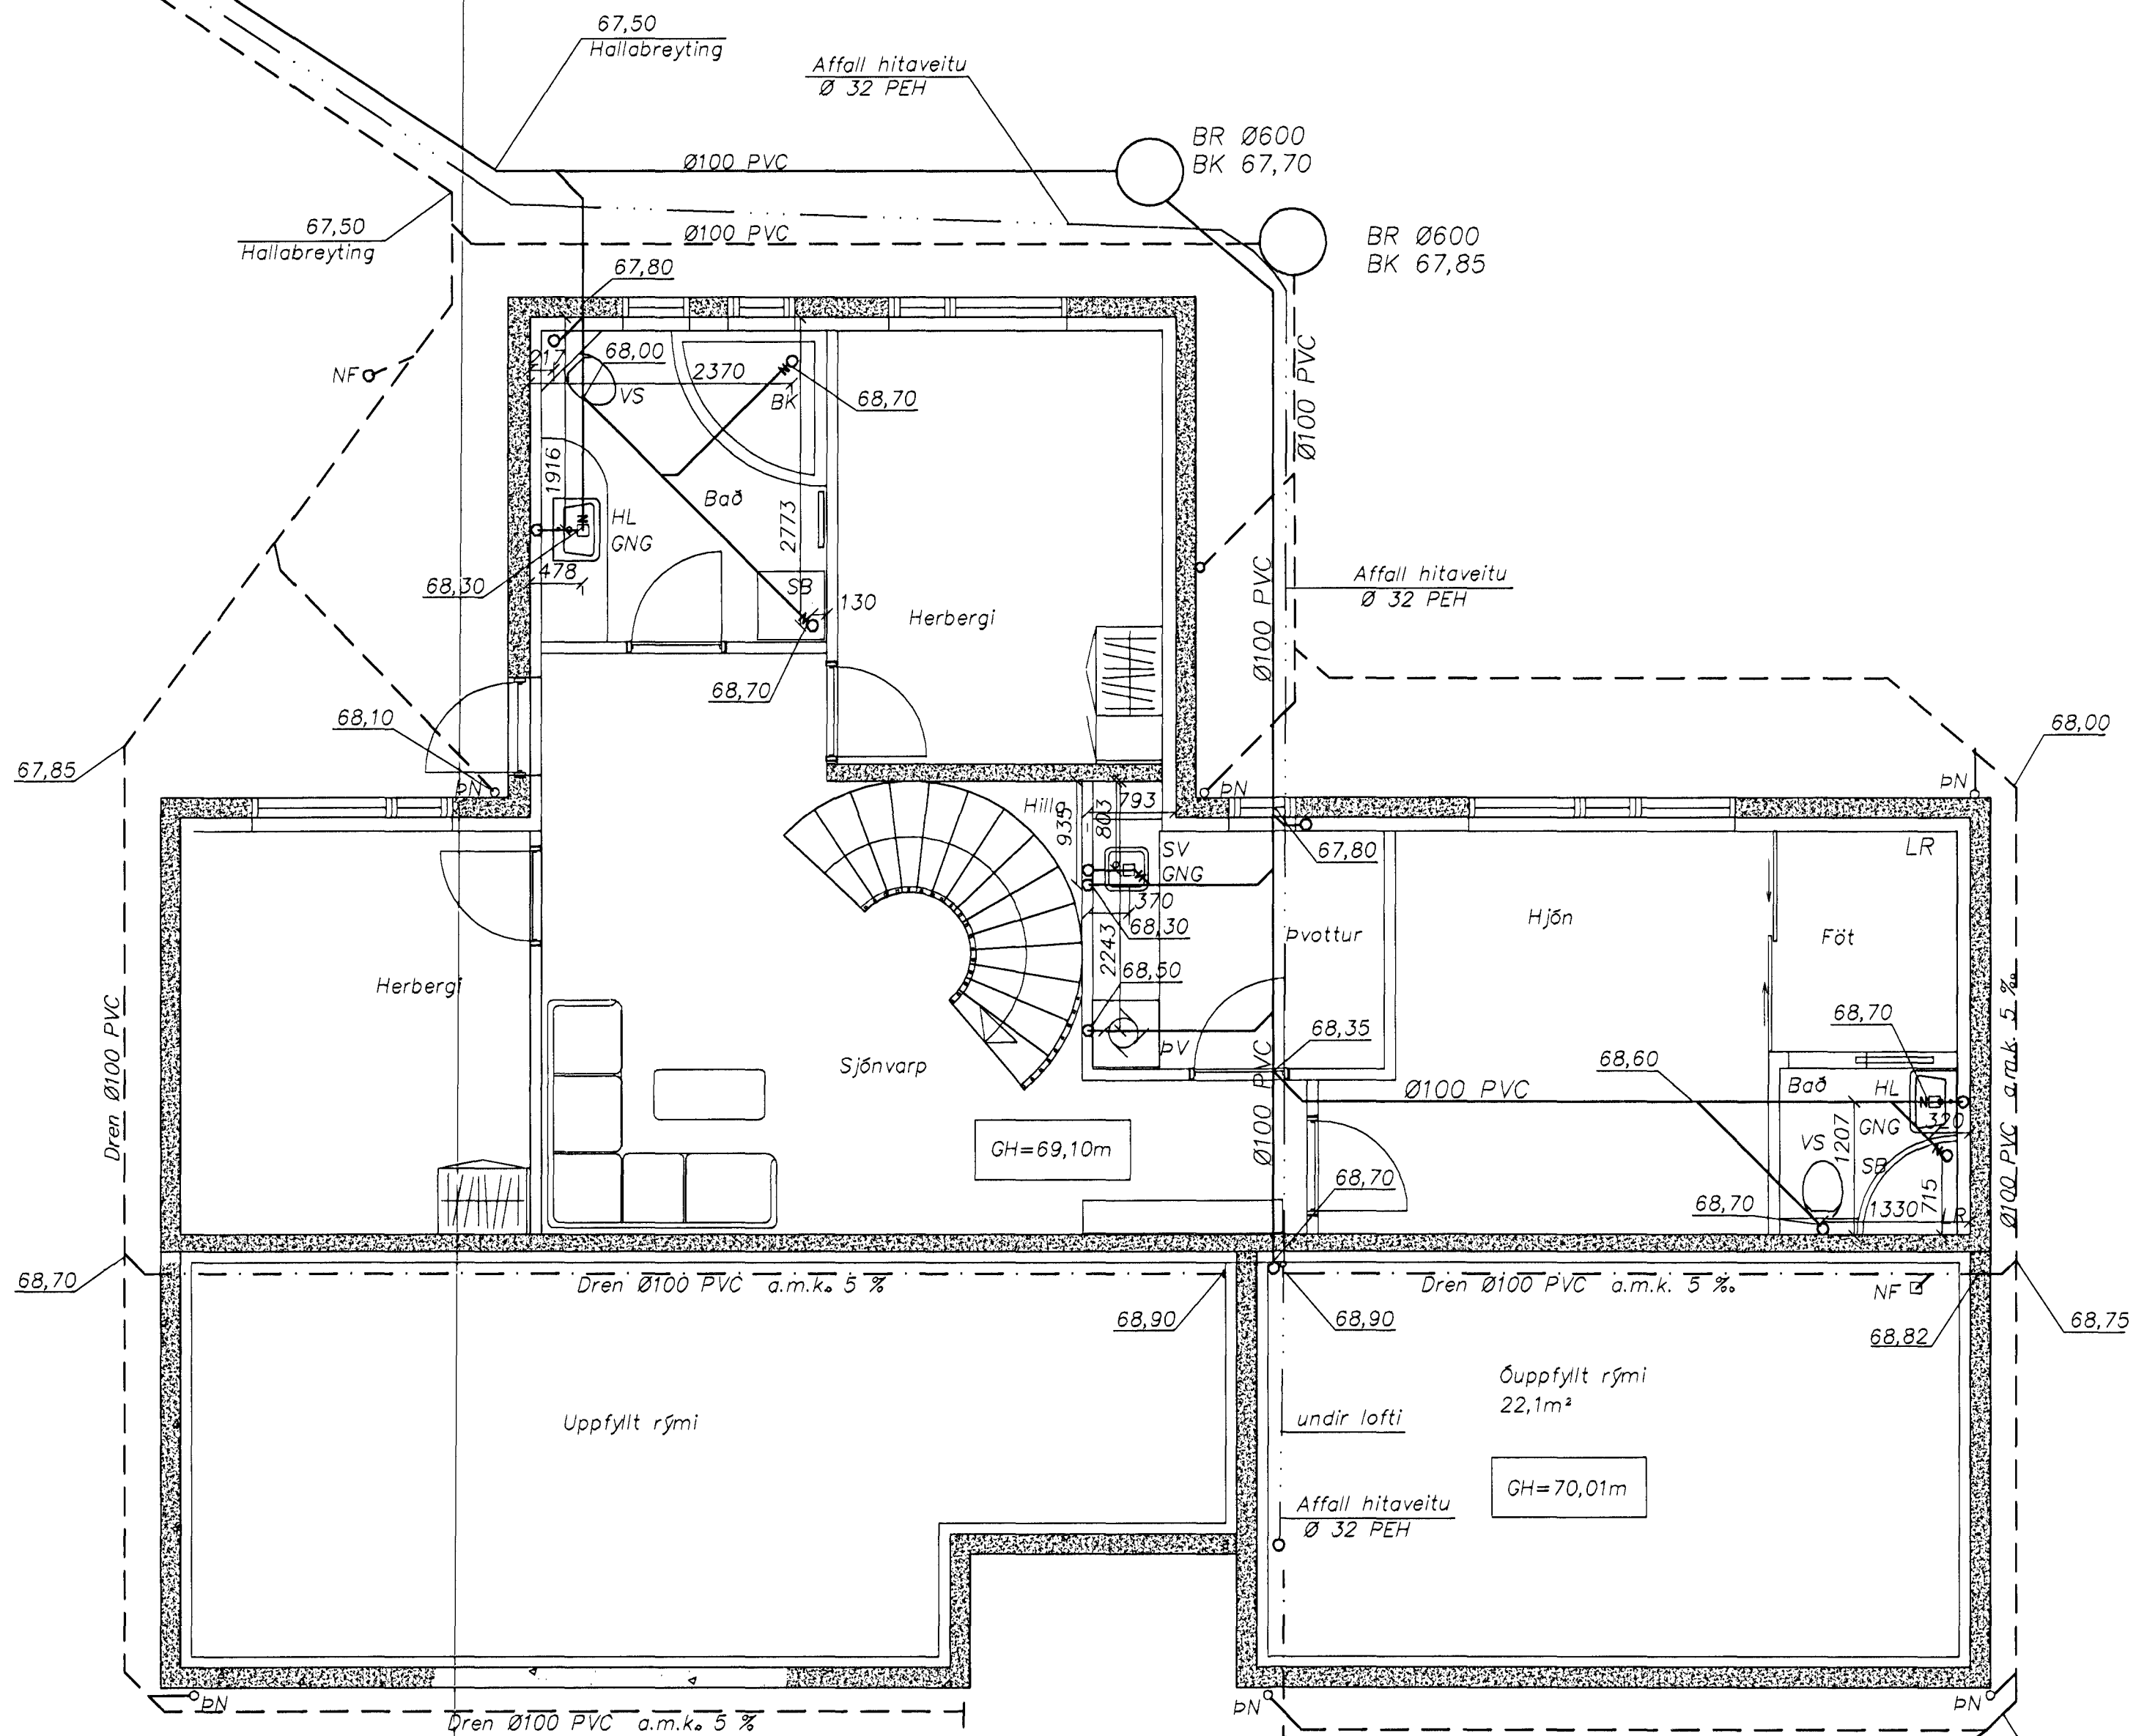 67,50
Hallabreyting
Affall hitaveitu
Ø 32 PEH
BR Ø600
BK 67,70
Ø100 PVC
67,50
Hallabreyting
Ø100 PVC
BR Ø600
BK 67,85
67,80
217
68,00
2370
NF
VS
BK
68,70
Ø100 PVC
1916
Bað
2773
HL
GNG
478
68,30
SB
130
Herbergi
Affall hitaveitu
Ø 32 PEH
Ø100 PVC
68,70
68,10
68,00
67,85
ÞN
ÞN
ÞN
Hillg
935
803
793
SV
GNG
67,80
LR
370
68,30
2243
Þvottur
Hjón
Föt
68,50
Herbergi
Dren Ø100 PVC
Sjónvarp
ÞV
68,35
68,70
Ø100 PVC a.m.k. 5 ‰
68,60
Ø100 PVC
Ø100 PVC
Bað
HL
GNG
320
GH=69,10m
VS
1207
SB
68,70
68,70
1330
715
LR
68,70
Dren Ø100 PVC a.m.k. 5 %
68,90
68,90
Dren Ø100 PVC a.m.k. 5 ‰
NF
68,82
68,75
Uppfyllt rými
Óuppfyllt rými
22,1m²
undir lofti
GH=70,01m
Affall hitaveitu
Ø 32 PEH
ÞN
ÞN
ÞN
Dren Ø100 PVC a.m.k. 5 %